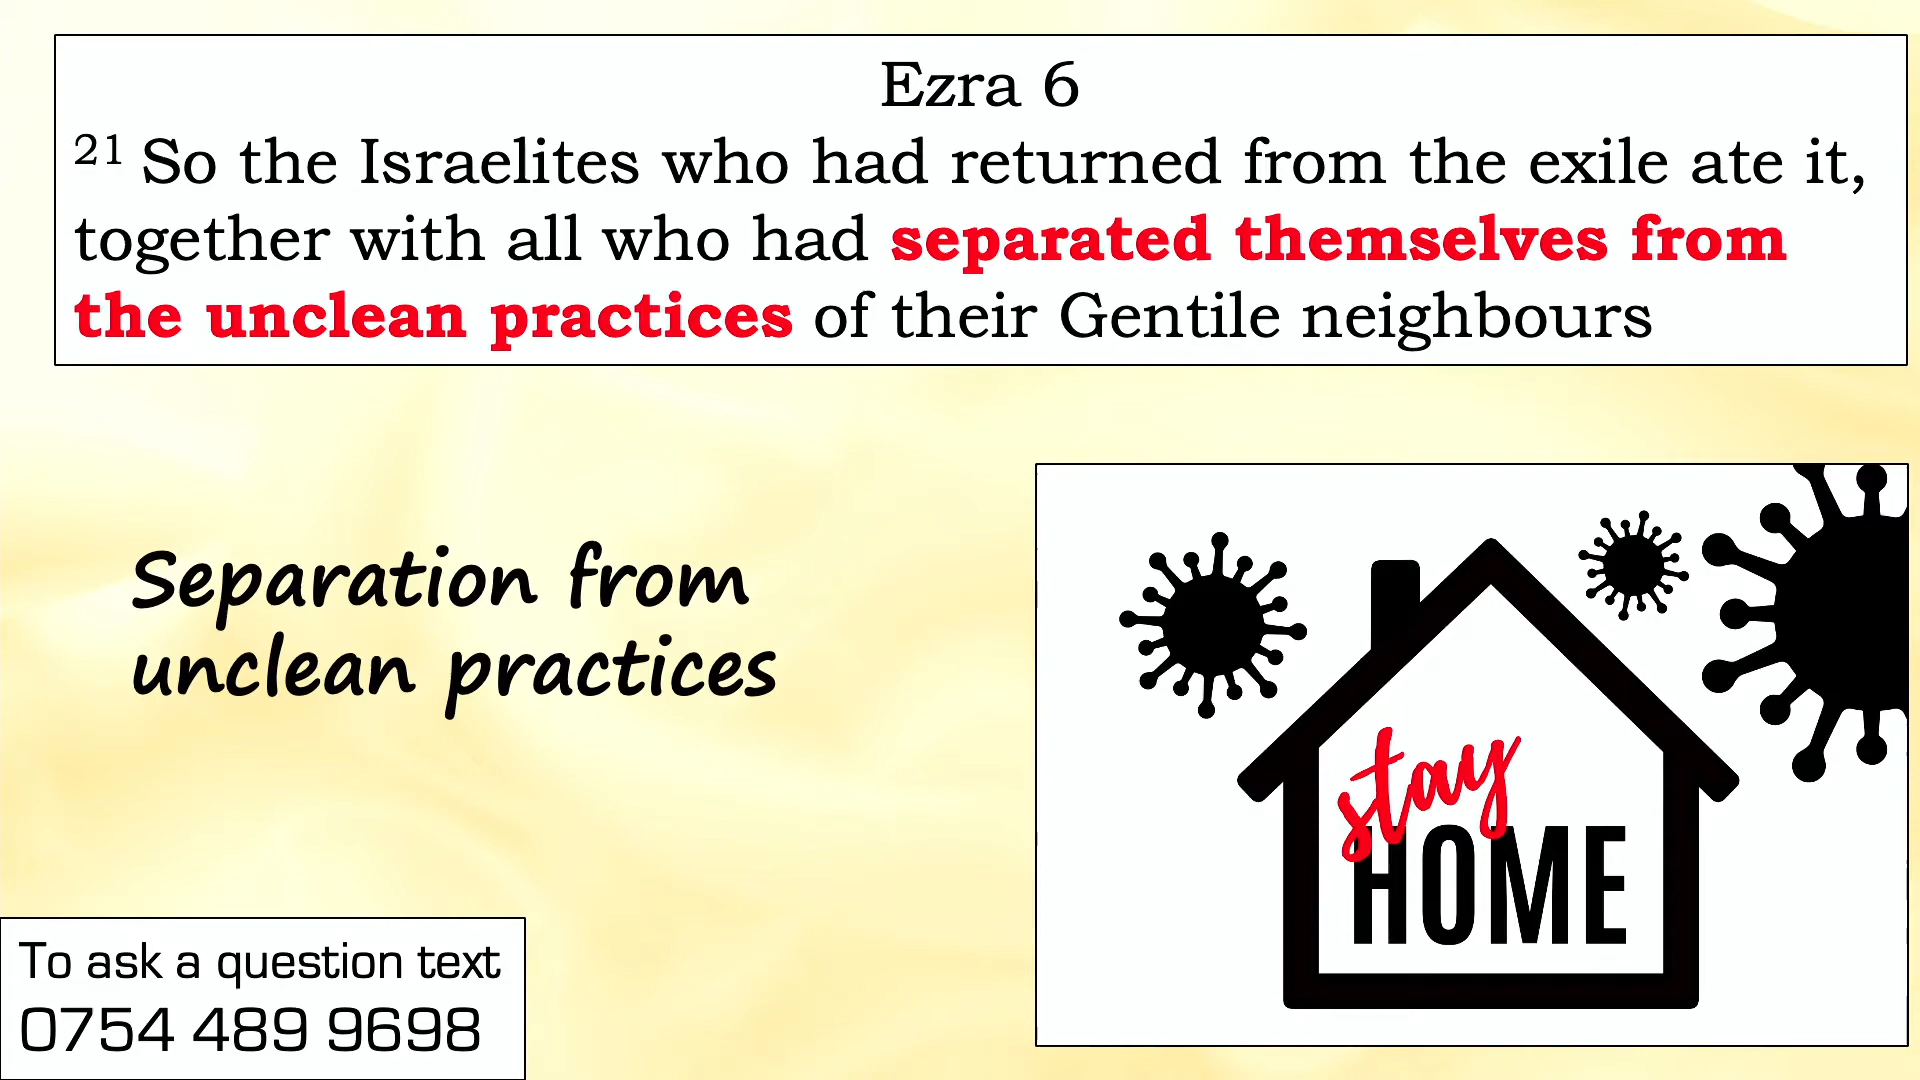 Ezra 6
21 So the Israelites who had returned from the exile ate it,
together with all who had separated themselves from
the unclean practices of their Gentile neighbours
Separation from
unclean practices
stay
HOME
To ask a question text
0754 489 9698